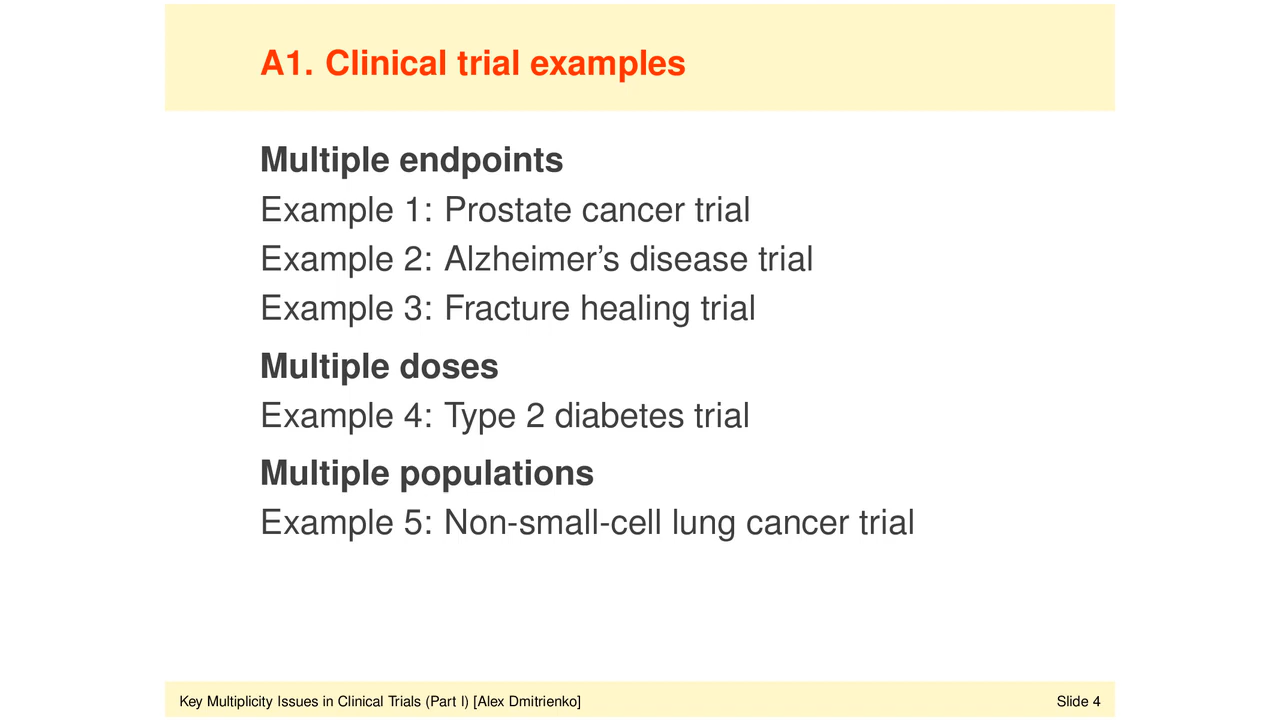 A1. Clinical trial examples
Multiple endpoints
Example 1: Prostate cancer trial
Example 2: Alzheimer’s disease trial
Example 3: Fracture healing trial
Multiple doses
Example 4: Type 2 diabetes trial
Multiple populations
Example 5: Non-small-cell lung cancer trial
Key Multiplicity Issues in Clinical Trials (Part I) [Alex Dmitrienko]
Slide 4